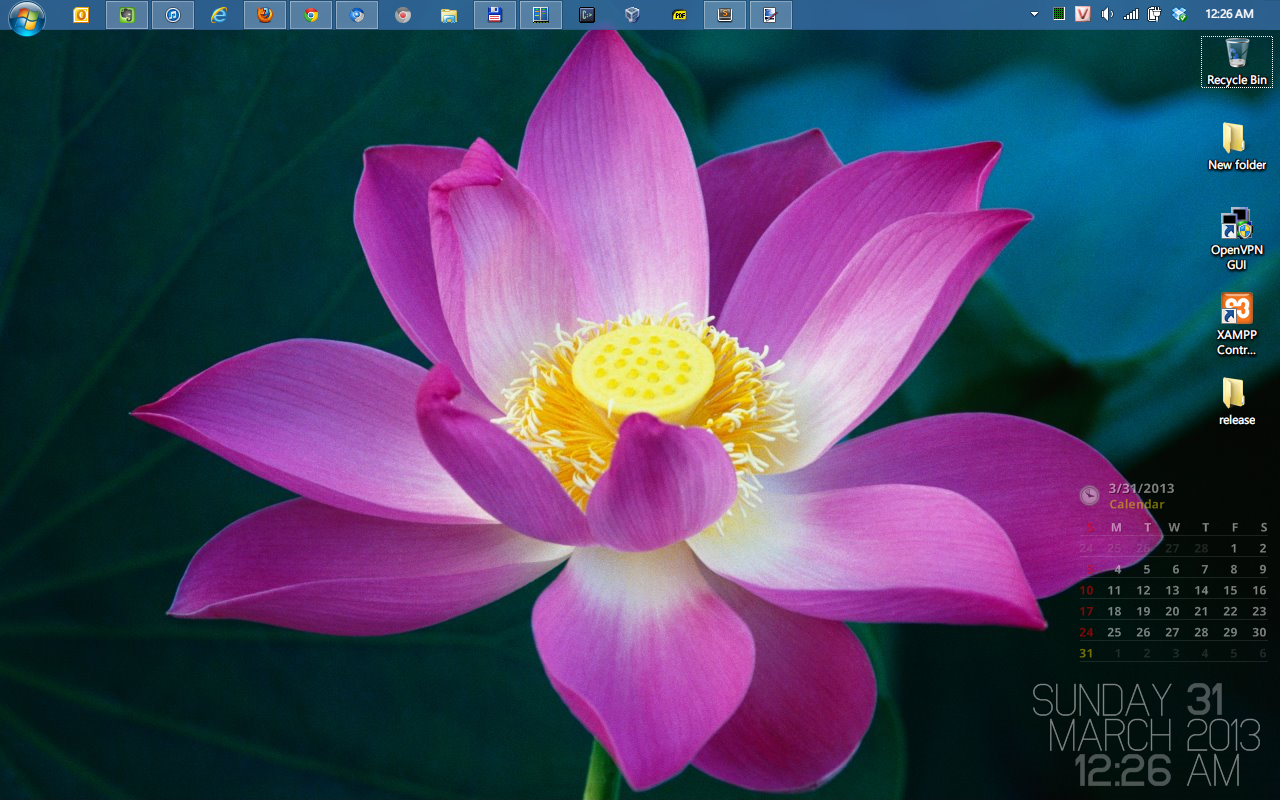 PDF
V
12:26 AM
Recycle Bin
New folder
OpenVPN
GUI
XAMPP
Contr...
release
3/31/2013
Calendar
S M T W T F S
24 25 26 27 28 1 2
3 4 5 6 7 8 9
10 11 12 13 14 15 16
17 18 19 20 21 22 23
24 25 26 27 28 29 30
31 1 2 3 4 5 6
SUNDAY 31
MARCH 2013
12:26 AM